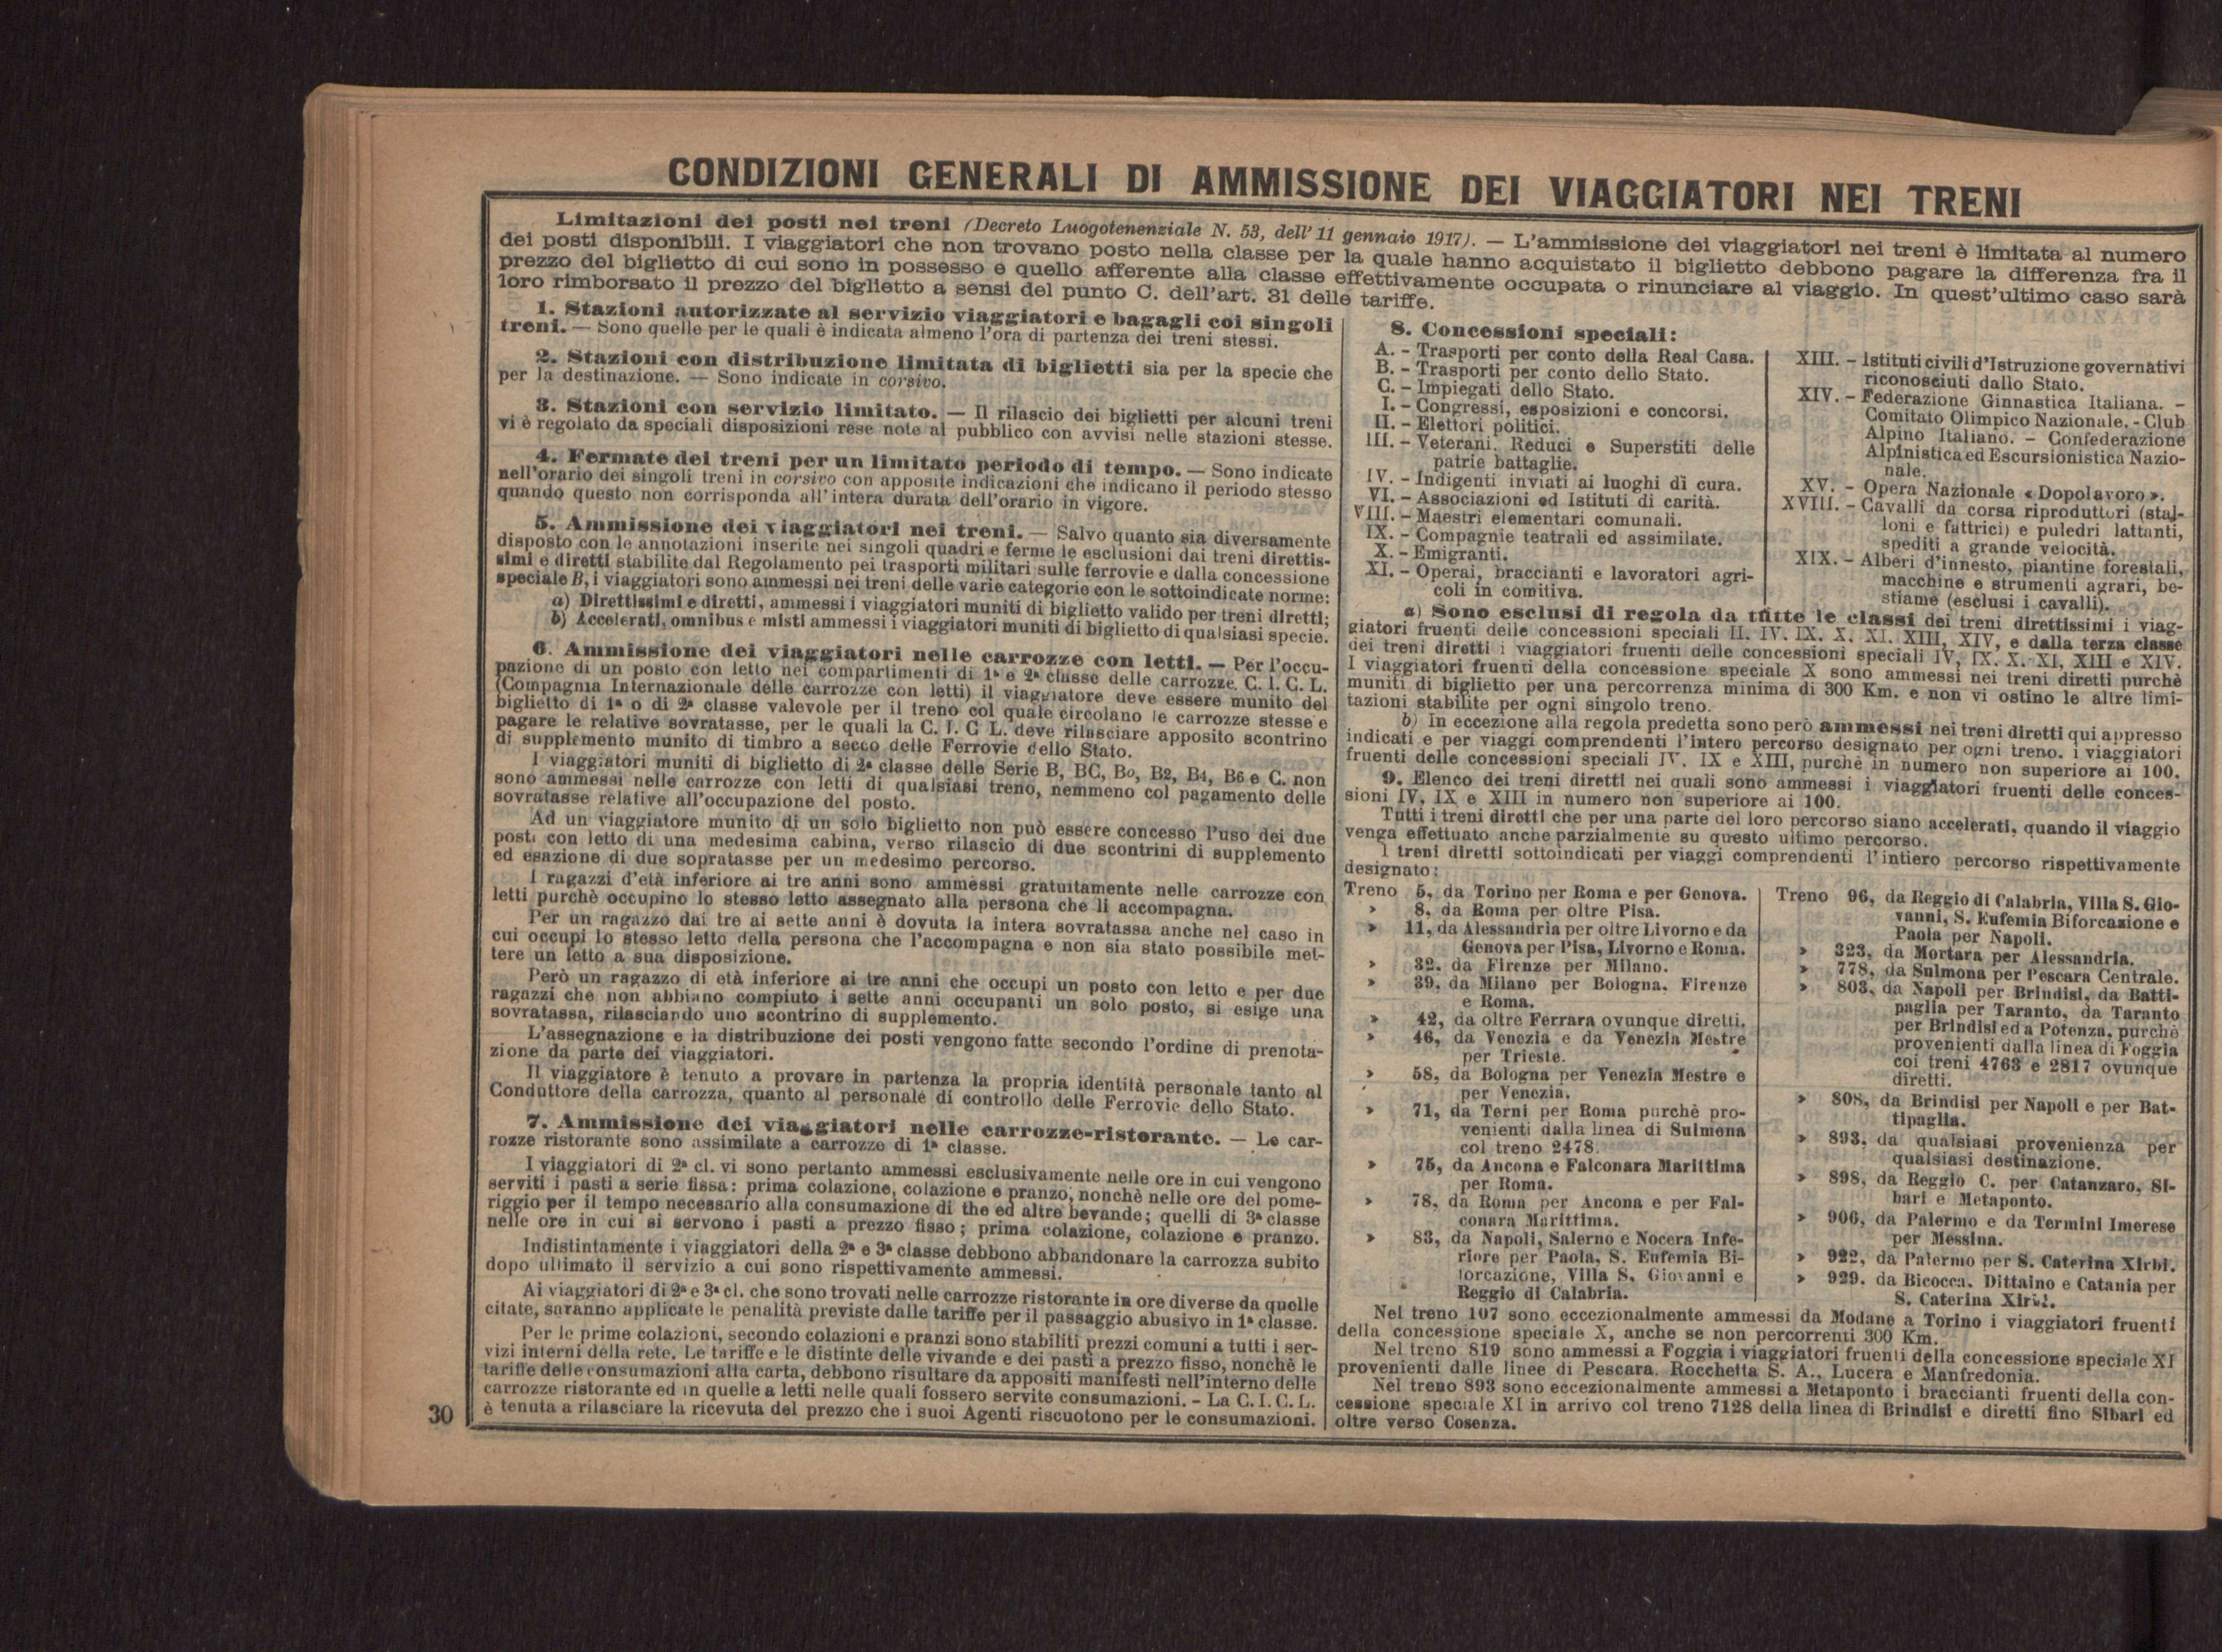 CONDIZIONI GENERALI DI AMMISSIONE DEI VIAGGIATORI NEI TRENI
Limitazioni dei posti nei treni (Decreto Luogotenenziale N. 53, dell'11 gennaio 1917). — L'ammissione dei viaggiatori nei treni è limitata al numero
dei posti disponibili. I viaggiatori che non trovano posto nella classe per la quale hanno acquistato il biglietto debbono pagare la differenza fra il
prezzo del biglietto di cui sono in possesso e quello afferente alla classe effettivamente occupata o rinunciare al viaggio. In quest'ultimo caso sarà
loro rimborsato il prezzo del biglietto a sensi del punto C. dell'art. 31 delle tariffe.
1. Stazioni autorizzate al servizio viaggiatori e bagagli coi singoli
treni. — Sono quelle per le quali è indicata almeno l'ora di partenza dei treni stessi.
2. Stazioni con distribuzione limitata di biglietti sia per la specie che
per la destinazione. — Sono indicate in corsivo.
3. Stazioni con servizio limitato. — Il rilascio dei biglietti per alcuni treni
vi è regolato da speciali disposizioni rese note al pubblico con avvisi nelle stazioni stesse.
4. Fermate dei treni per un limitato periodo di tempo. — Sono indicate
nell'orario dei singoli treni in corsivo con apposite indicazioni che indicano il periodo stesso
quando questo non corrisponda all'intera durata dell'orario in vigore.
5. Ammissione dei viaggiatori nei treni. — Salvo quanto sia diversamente
disposto con le annotazioni inserite nei singoli quadri e ferme le esclusioni dai treni direttis-
simi e diretti stabilite dal Regolamento pei trasporti militari sulle ferrovie e dalla concessione
speciale B, i viaggiatori sono ammessi nei treni delle varie categorie con le sottoindicate norme:
a) Direttissimi e diretti, ammessi i viaggiatori muniti di biglietto valido per treni diretti;
b) Accelerati, omnibus e misti ammessi i viaggiatori muniti di biglietto di qualsiasi specie.
6. Ammissione dei viaggiatori nelle carrozze con letti. — Per l'occu-
pazione di un posto con letto nei compartimenti di 1ª e 2ª classe delle carrozze. C. I. C. L.
(Compagnia Internazionale delle carrozze con letti) il viaggiatore deve essere munito del
biglietto di 1ª o di 2ª classe valevole per il treno col quale circolano le carrozze stesse e
pagare le relative sovratasse, per le quali la C. I. C L. deve rilasciare apposito scontrino
di supplemento munito di timbro a secco delle Ferrovie dello Stato.
I viaggiatori muniti di biglietto di 2ª classe delle Serie B, BC, Bo, B2, B4, B6 e C. non
sono ammessi nelle carrozze con letti di qualsiasi treno, nemmeno col pagamento delle
sovratasse relative all'occupazione del posto.
Ad un viaggiatore munito di un solo biglietto non può essere concesso l'uso dei due
posti con letto di una medesima cabina, verso rilascio di due scontrini di supplemento
ed esazione di due sopratasse per un medesimo percorso.
I ragazzi d'età inferiore ai tre anni sono ammessi gratuitamente nelle carrozze con
letti purchè occupino lo stesso letto assegnato alla persona che li accompagna.
Per un ragazzo dai tre ai sette anni è dovuta la intera sovratassa anche nel caso in
cui occupi lo stesso letto della persona che l'accompagna e non sia stato possibile met-
tere un letto a sua disposizione.
Però un ragazzo di età inferiore ai tre anni che occupi un posto con letto e per due
ragazzi che non abbiano compiuto i sette anni occupanti un solo posto, si esige una
sovratassa, rilasciando uno scontrino di supplemento.
L'assegnazione e la distribuzione dei posti vengono fatte secondo l'ordine di prenota-
zione da parte dei viaggiatori.
Il viaggiatore è tenuto a provare in partenza la propria identità personale tanto al
Conduttore della carrozza, quanto al personale di controllo delle Ferrovie dello Stato.
7. Ammissione dei viaggiatori nelle carrozze-ristorante. — Le car-
rozze ristorante sono assimilate a carrozze di 1ª classe.
I viaggiatori di 2ª cl. vi sono pertanto ammessi esclusivamente nelle ore in cui vengono
serviti i pasti a serie fissa: prima colazione, colazione e pranzo, nonchè nelle ore del pome-
riggio per il tempo necessario alla consumazione di the ed altre bevande; quelli di 3ª classe
nelle ore in cui si servono i pasti a prezzo fisso; prima colazione, colazione e pranzo.
Indistintamente i viaggiatori della 2ª e 3ª classe debbono abbandonare la carrozza subito
dopo ultimato il servizio a cui sono rispettivamente ammessi.
Ai viaggiatori di 2ª e 3ª cl. che sono trovati nelle carrozze ristorante in ore diverse da quelle
citate, saranno applicate le penalità previste dalle tariffe per il passaggio abusivo in 1ª classe.
Per le prime colazioni, secondo colazioni e pranzi sono stabiliti prezzi comuni a tutti i ser-
vizi interni della rete. Le tariffe e le distinte delle vivande e dei pasti a prezzo fisso, nonchè le
tariffe delle consumazioni alla carta, debbono risultare da appositi manifesti nell'interno delle
carrozze ristorante ed in quelle a letti nelle quali fossero servite consumazioni. - La C. I. C. L.
è tenuta a rilasciare la ricevuta del prezzo che i suoi Agenti riscuotono per le consumazioni.
30
8. Concessioni speciali:
A. - Trasporti per conto della Real Casa.
B. - Trasporti per conto dello Stato.
C. - Impiegati dello Stato.
I. - Congressi, esposizioni e concorsi.
II. - Elettori politici.
III. - Veterani, Reduci e Superstiti delle
patrie battaglie.
IV. - Indigenti inviati ai luoghi di cura.
VI. - Associazioni ed Istituti di carità.
VIII. - Maestri elementari comunali.
IX. - Compagnie teatrali ed assimilate.
X. - Emigranti.
XI. - Operai, braccianti e lavoratori agri-
coli in comitiva.
XIII. - Istituti civili d'Istruzione governativi
riconosciuti dallo Stato.
XIV. - Federazione Ginnastica Italiana. -
Comitato Olimpico Nazionale. - Club
Alpino Italiano. - Confederazione
Alpinistica ed Escursionistica Nazio-
nale.
XV. - Opera Nazionale « Dopolavoro ».
XVIII. - Cavalli da corsa riproduttori (stal-
loni e fattrici) e puledri lattanti,
spediti a grande velocità.
XIX. - Alberi d'innesto, piantine forestali,
macchine e strumenti agrari, be-
stiame (esclusi i cavalli).
a) Sono esclusi di regola da tutte le classi dei treni direttissimi i viag-
giatori fruenti delle concessioni speciali II. IV. IX. X. XI. XIII, XIV, e dalla terza classe
dei treni diretti i viaggiatori fruenti delle concessioni speciali IV, IX. X. XI, XIII e XIV.
I viaggiatori fruenti della concessione speciale X sono ammessi nei treni diretti purchè
muniti di biglietto per una percorrenza minima di 300 Km. e non vi ostino le altre limi-
tazioni stabilite per ogni singolo treno.
b) In eccezione alla regola predetta sono però ammessi nei treni diretti qui appresso
indicati e per viaggi comprendenti l'intero percorso designato per ogni treno. i viaggiatori
fruenti delle concessioni speciali IV. IX e XIII, purchè in numero non superiore ai 100.
9. Elenco dei treni diretti nei quali sono ammessi i viaggiatori fruenti delle conces-
sioni IV, IX e XIII in numero non superiore ai 100.
Tutti i treni diretti che per una parte del loro percorso siano accelerati, quando il viaggio
venga effettuato anche parzialmente su questo ultimo percorso.
I treni diretti sottoindicati per viaggi comprendenti l'intiero percorso rispettivamente
designato:
Treno 5, da Torino per Roma e per Genova.
» 8, da Roma per oltre Pisa.
» 11, da Alessandria per oltre Livorno e da
Genova per Pisa, Livorno e Roma.
» 32. da Firenze per Milano.
» 39, da Milano per Bologna. Firenze
e Roma.
» 42, da oltre Ferrara ovunque diretti.
» 46, da Venezia e da Venezia Mestre
per Trieste.
» 58, da Bologna per Venezia Mestre e
per Venezia.
» 71, da Terni per Roma purchè pro-
venienti dalla linea di Sulmona
col treno 2478.
» 75, da Ancona e Falconara Marittima
per Roma.
» 78, da Roma per Ancona e per Fal-
conara Marittima.
» 83, da Napoli, Salerno e Nocera Infe-
riore per Paola, S. Eufemia Bi-
forcazione, Villa S. Giovanni e
Reggio di Calabria.
Treno 96, da Reggio di Calabria, Villa S. Gio-
vanni, S. Eufemia Biforcazione e
Paola per Napoli.
» 323, da Mortara per Alessandria.
» 778, da Sulmona per Pescara Centrale.
» 803, da Napoli per Brindisi, da Batti-
paglia per Taranto, da Taranto
per Brindisi ed a Potenza, purchè
provenienti dalla linea di Foggia
coi treni 4763 e 2817 ovunque
diretti.
» 808, da Brindisi per Napoli e per Bat-
tipaglia.
» 893, da qualsiasi provenienza per
qualsiasi destinazione.
» 898, da Reggio C. per Catanzaro, Si-
bari e Metaponto.
» 906, da Palermo e da Termini Imerese
per Messina.
» 922, da Palermo per S. Caterina Xirbi.
» 929. da Bicocca. Dittaino e Catania per
S. Caterina Xirbi.
Nel treno 107 sono eccezionalmente ammessi da Modane a Torino i viaggiatori fruenti
della concessione speciale X, anche se non percorrenti 300 Km.
Nel treno 819 sono ammessi a Foggia i viaggiatori fruenti della concessione speciale XI
provenienti dalle linee di Pescara. Rocchetta S. A., Lucera e Manfredonia.
Nel treno 893 sono eccezionalmente ammessi a Metaponto i braccianti fruenti della con-
cessione speciale XI in arrivo col treno 7128 della linea di Brindisi e diretti fino Sibari ed
oltre verso Cosenza.